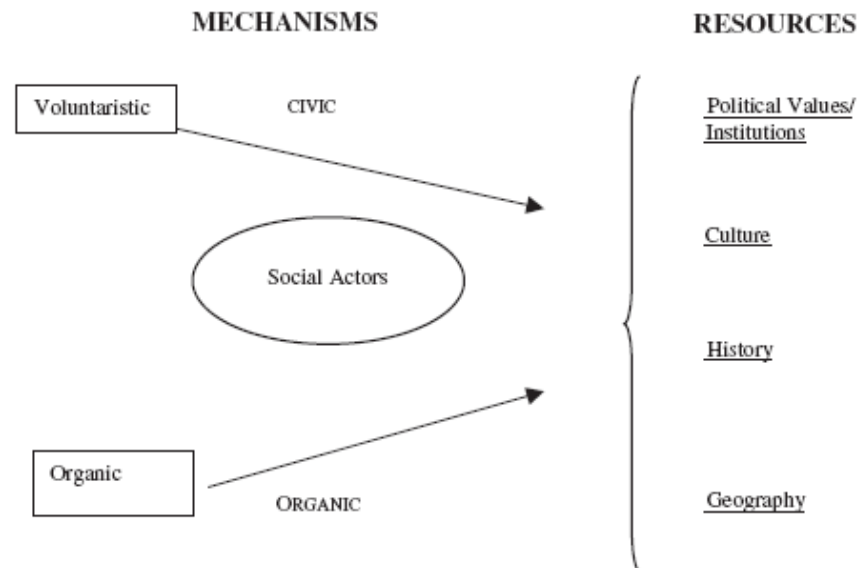 MECHANISMS
RESOURCES
Voluntaristic
CIVIC
Political Values/
Institutions
Social Actors
Culture
History
Organic
ORGANIC
Geography